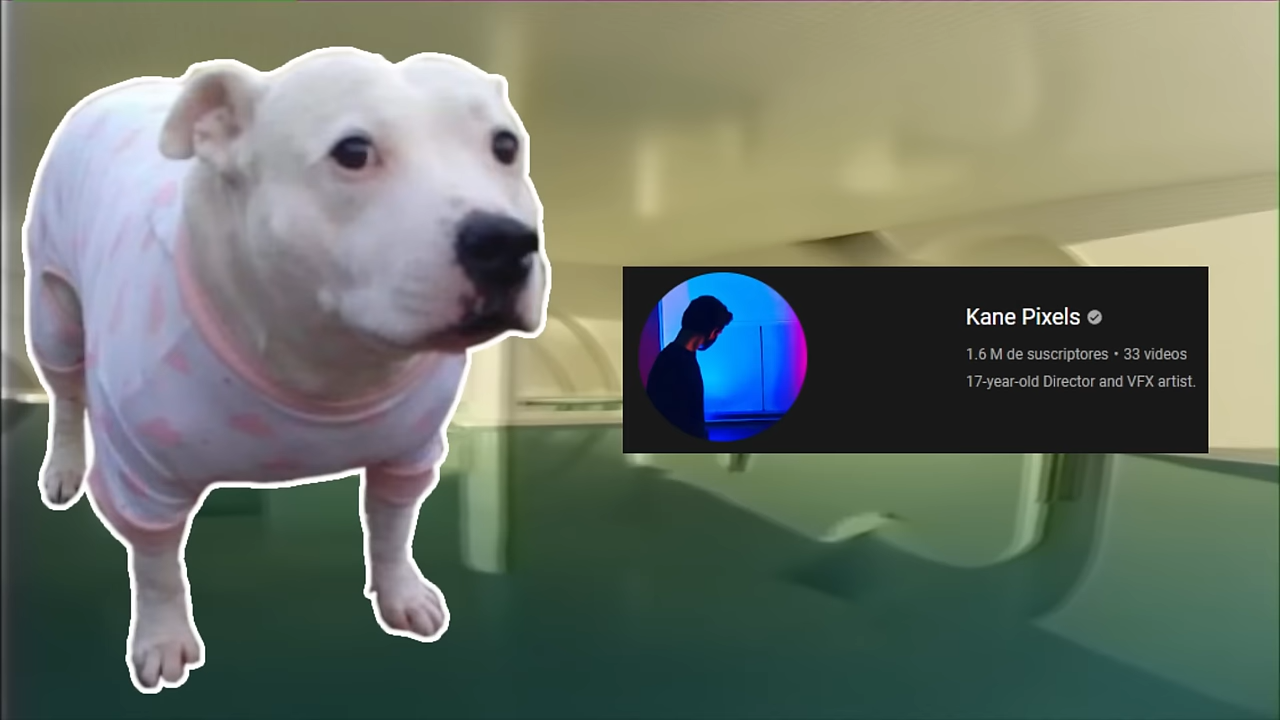 Kane Pixels
1.6 M de suscriptores • 33 videos
17-year-old Director and VFX artist.